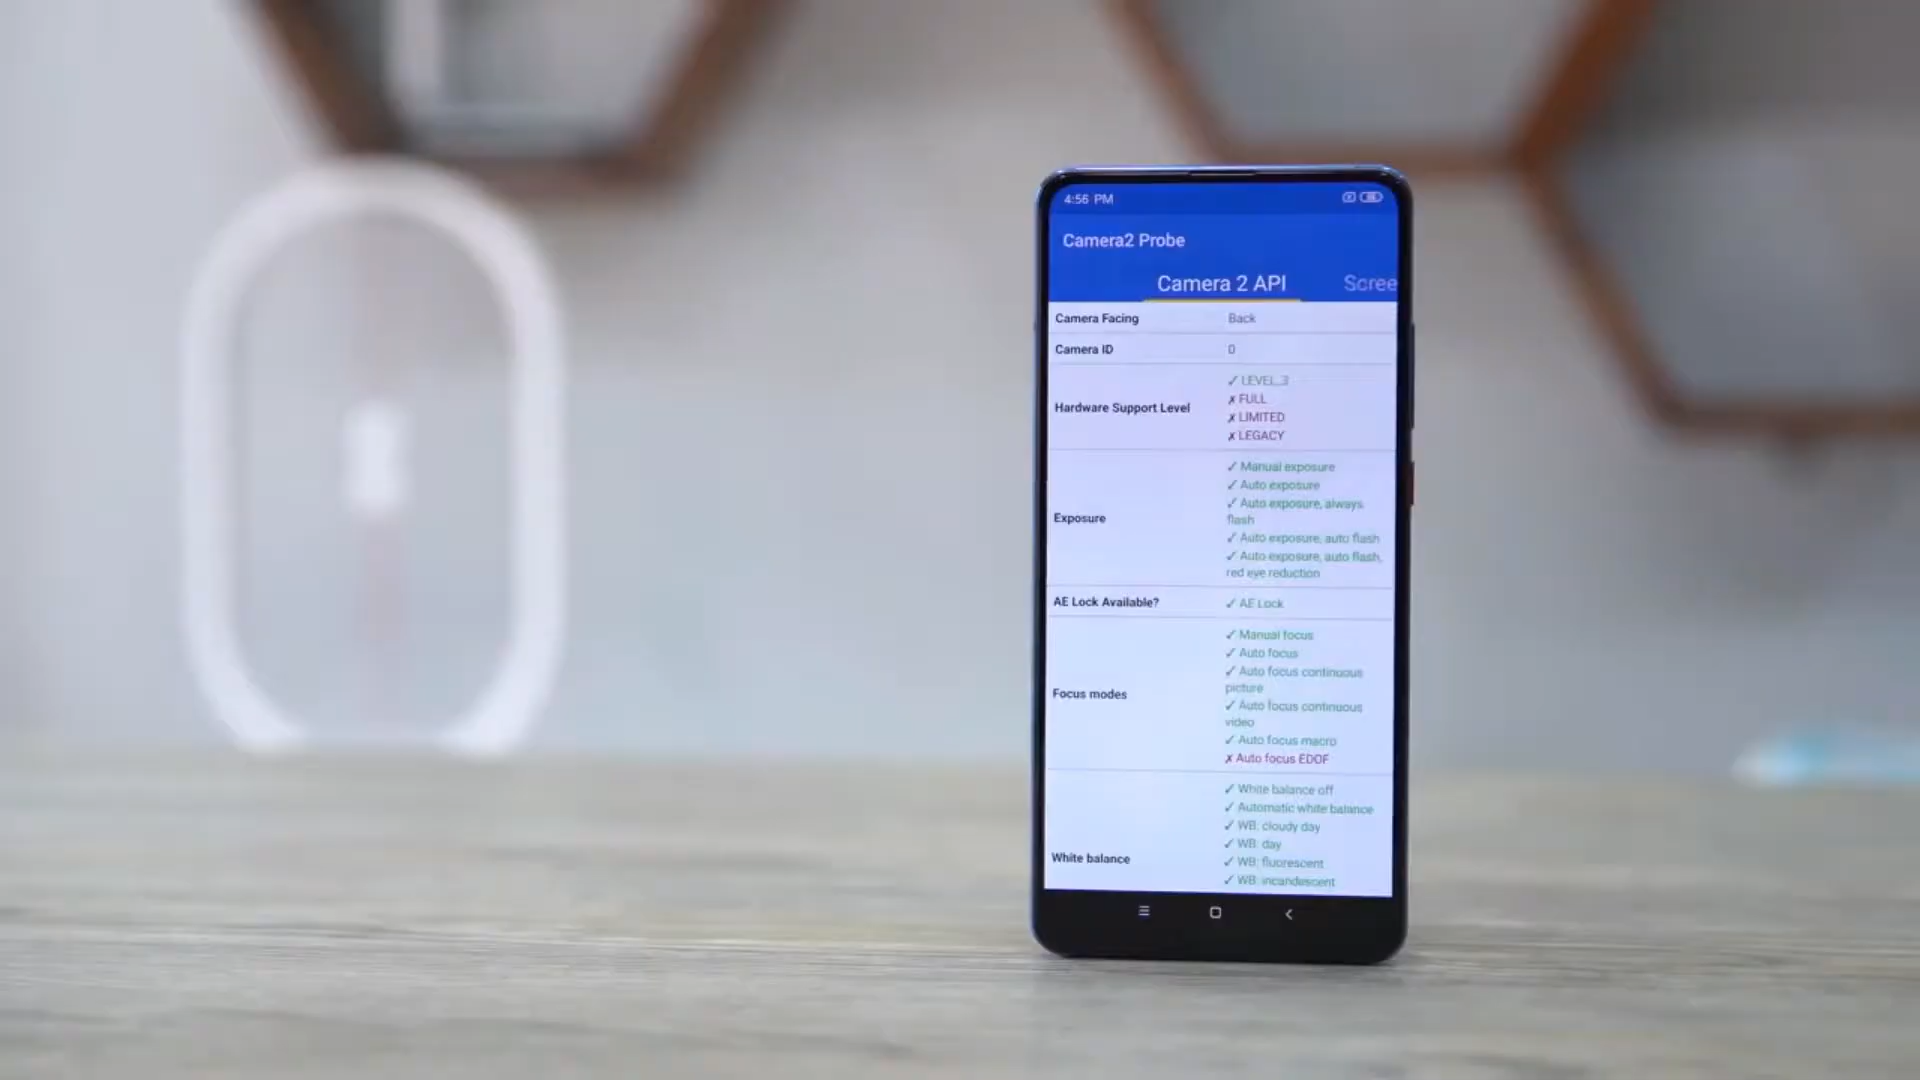 4:56 PM
Camera2 Probe
Camera 2 API
Scree
Camera Facing
Back
Camera ID
0
Hardware Support Level
✓ LEVEL_3
✗ FULL
✗ LIMITED
✗ LEGACY
Exposure
✓ Manual exposure
✓ Auto exposure
✓ Auto exposure, always
flash
✓ Auto exposure, auto flash
✓ Auto exposure, auto flash,
red eye reduction
AE Lock Available?
✓ AE Lock
Focus modes
✓ Manual focus
✓ Auto focus
✓ Auto focus continuous
picture
✓ Auto focus continuous
video
✓ Auto focus macro
✗ Auto focus EDOF
White balance
✓ White balance off
✓ Automatic white balance
✓ WB: cloudy day
✓ WB: day
✓ WB: fluorescent
✓ WB: incandescent